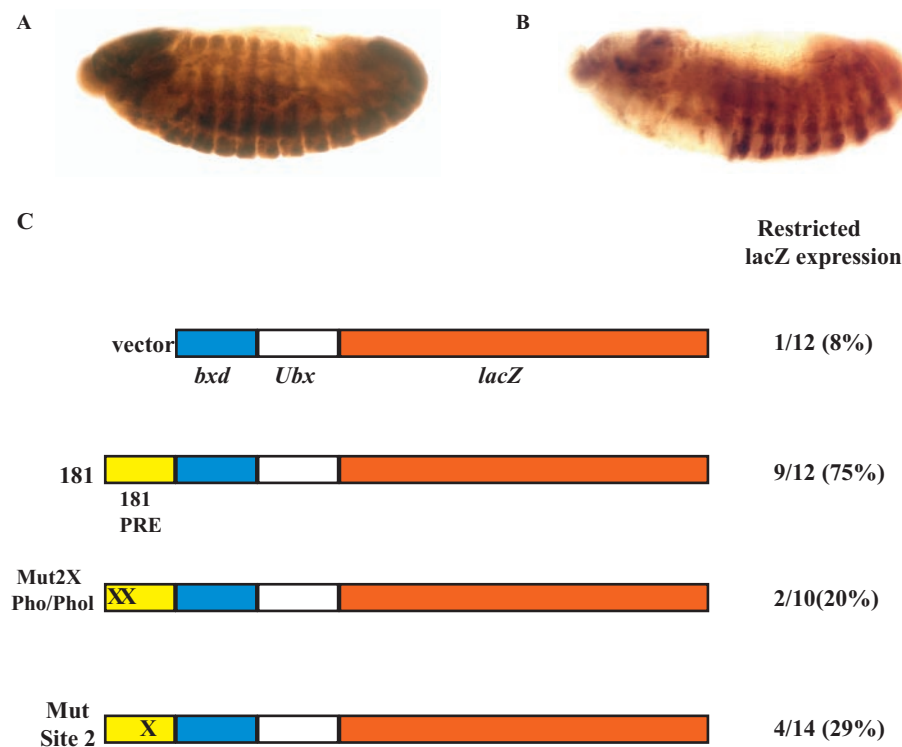 A
B
C
Restricted
lacZ expression
vector
1/12 (8%)
bxd
Ubx
lacZ
181
9/12 (75%)
181
PRE
Mut2X
Pho/Phol
XX
2/10(20%)
Mut
Site 2
X
4/14 (29%)